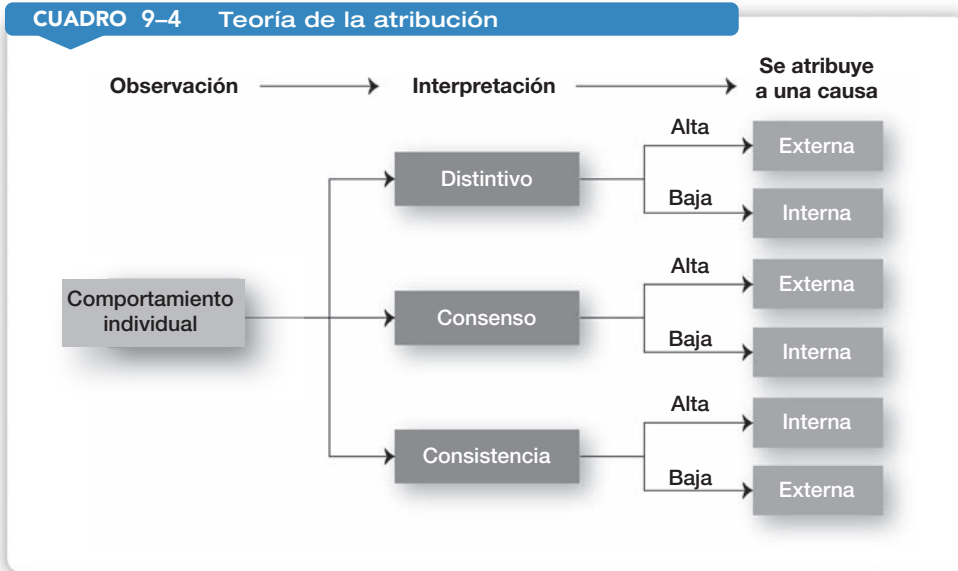 CUADRO 9–4 Teoría de la atribución
Observación
Interpretación
Se atribuye
a una causa
Comportamiento
individual
Distintivo
Alta
Externa
Baja
Interna
Consenso
Alta
Externa
Baja
Interna
Consistencia
Alta
Interna
Baja
Externa